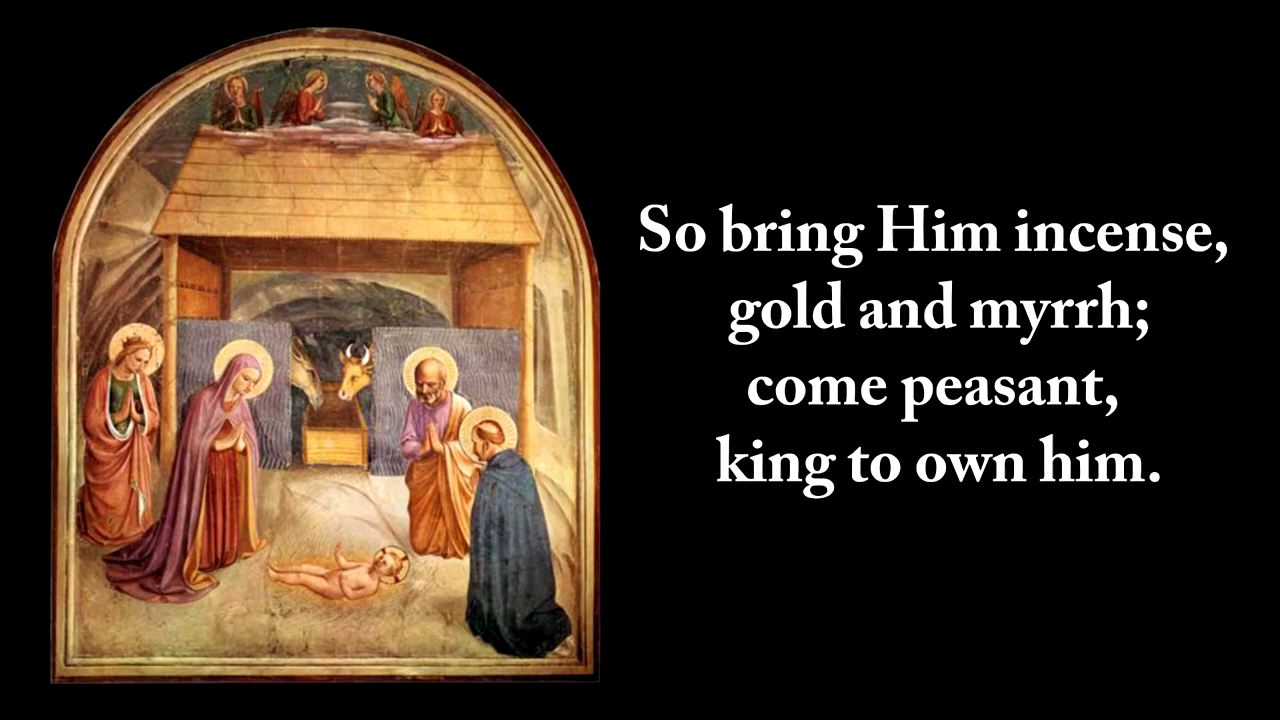 So bring Him incense,
gold and myrrh;
come peasant,
king to own him.